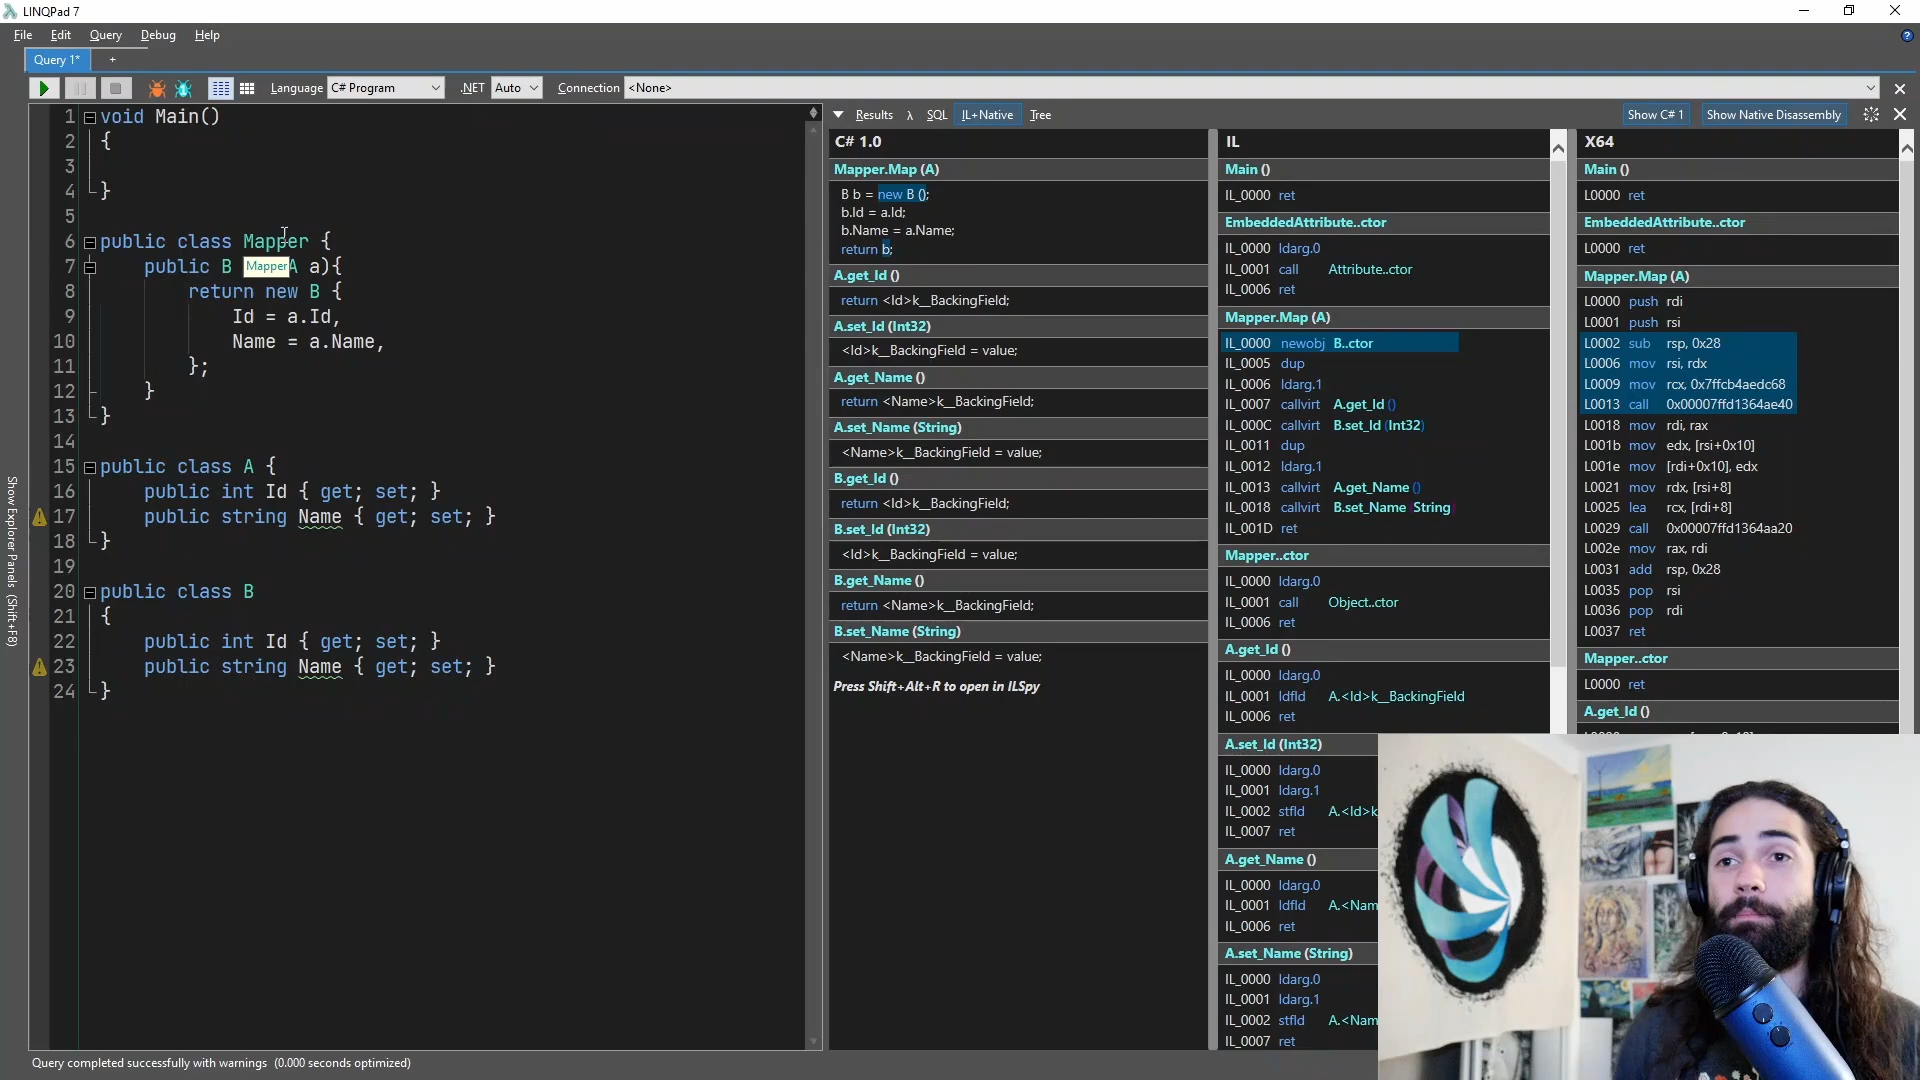 LINQPad 7
File Edit Query Debug Help
Query 1* +
Language C# Program .NET Auto Connection <None>
1 void Main()
2 {
3
4 }
5
6 public class Mapper {
7 public B Mapper A a){
8 return new B {
9 Id = a.Id,
10 Name = a.Name,
11 };
12 }
13 }
14
15 public class A {
16 public int Id { get; set; }
17 public string Name { get; set; }
18 }
19
20 public class B
21 {
22 public int Id { get; set; }
23 public string Name { get; set; }
24 }
Show Explorer Panels (Shift+F8)
Query completed successfully with warnings (0.000 seconds optimized)
Results λ SQL IL+Native Tree
Show C# 1 Show Native Disassembly
C# 1.0
Mapper.Map (A)
B b = new B ();
b.Id = a.Id;
b.Name = a.Name;
return b;
A.get_Id ()
return <Id>k__BackingField;
A.set_Id (Int32)
<Id>k__BackingField = value;
A.get_Name ()
return <Name>k__BackingField;
A.set_Name (String)
<Name>k__BackingField = value;
B.get_Id ()
return <Id>k__BackingField;
B.set_Id (Int32)
<Id>k__BackingField = value;
B.get_Name ()
return <Name>k__BackingField;
B.set_Name (String)
<Name>k__BackingField = value;
Press Shift+Alt+R to open in ILSpy
IL
Main ()
IL_0000 ret
EmbeddedAttribute..ctor
IL_0000 ldarg.0
IL_0001 call Attribute..ctor
IL_0006 ret
Mapper.Map (A)
IL_0000 newobj B..ctor
IL_0005 dup
IL_0006 ldarg.1
IL_0007 callvirt A.get_Id ()
IL_000C callvirt B.set_Id (Int32)
IL_0011 dup
IL_0012 ldarg.1
IL_0013 callvirt A.get_Name ()
IL_0018 callvirt B.set_Name String
IL_001D ret
Mapper..ctor
IL_0000 ldarg.0
IL_0001 call Object..ctor
IL_0006 ret
A.get_Id ()
IL_0000 ldarg.0
IL_0001 ldfld A.<Id>k__BackingField
IL_0006 ret
A.set_Id (Int32)
IL_0000 ldarg.0
IL_0001 ldarg.1
IL_0002 stfld A.<Id>k
IL_0007 ret
A.get_Name ()
IL_0000 ldarg.0
IL_0001 ldfld A.<Nam
IL_0006 ret
A.set_Name (String)
IL_0000 ldarg.0
IL_0001 ldarg.1
IL_0002 stfld A.<Nam
IL_0007 ret
X64
Main ()
L0000 ret
EmbeddedAttribute..ctor
L0000 ret
Mapper.Map (A)
L0000 push rdi
L0001 push rsi
L0002 sub rsp, 0x28
L0006 mov rsi, rdx
L0009 mov rcx, 0x7ffcb4aedc68
L0013 call 0x00007ffd1364ae40
L0018 mov rdi, rax
L001b mov edx, [rsi+0x10]
L001e mov [rdi+0x10], edx
L0021 mov rdx, [rsi+8]
L0025 lea rcx, [rdi+8]
L0029 call 0x00007ffd1364aa20
L002e mov rax, rdi
L0031 add rsp, 0x28
L0035 pop rsi
L0036 pop rdi
L0037 ret
Mapper..ctor
L0000 ret
A.get_Id ()